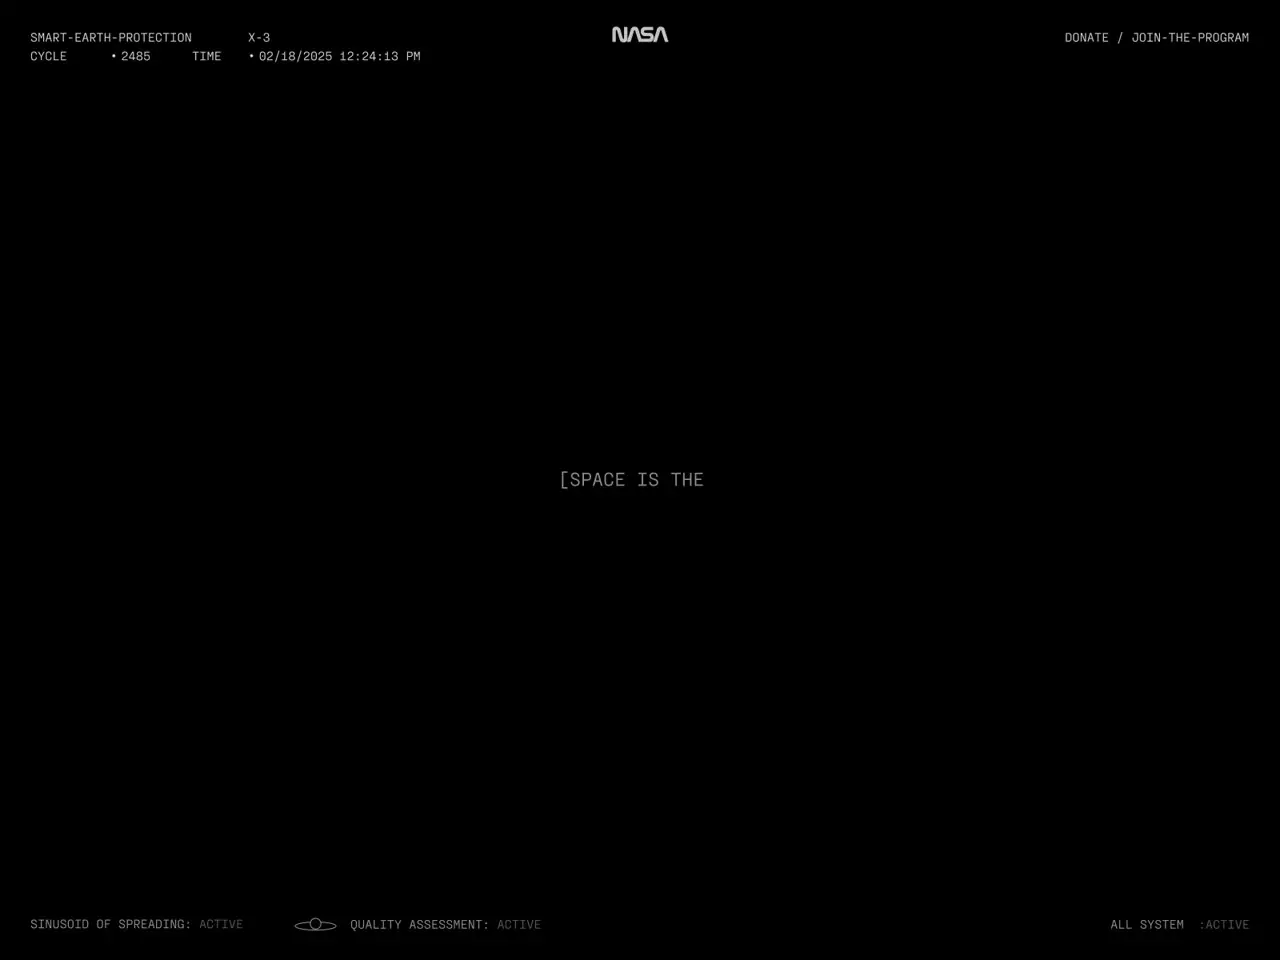 SMART-EARTH-PROTECTION X-3
CYCLE • 2485 TIME • 02/18/2025 12:24:13 PM
NASA
DONATE / JOIN-THE-PROGRAM
[SPACE IS THE
SINUSOID OF SPREADING: ACTIVE
QUALITY ASSESSMENT: ACTIVE
ALL SYSTEM :ACTIVE